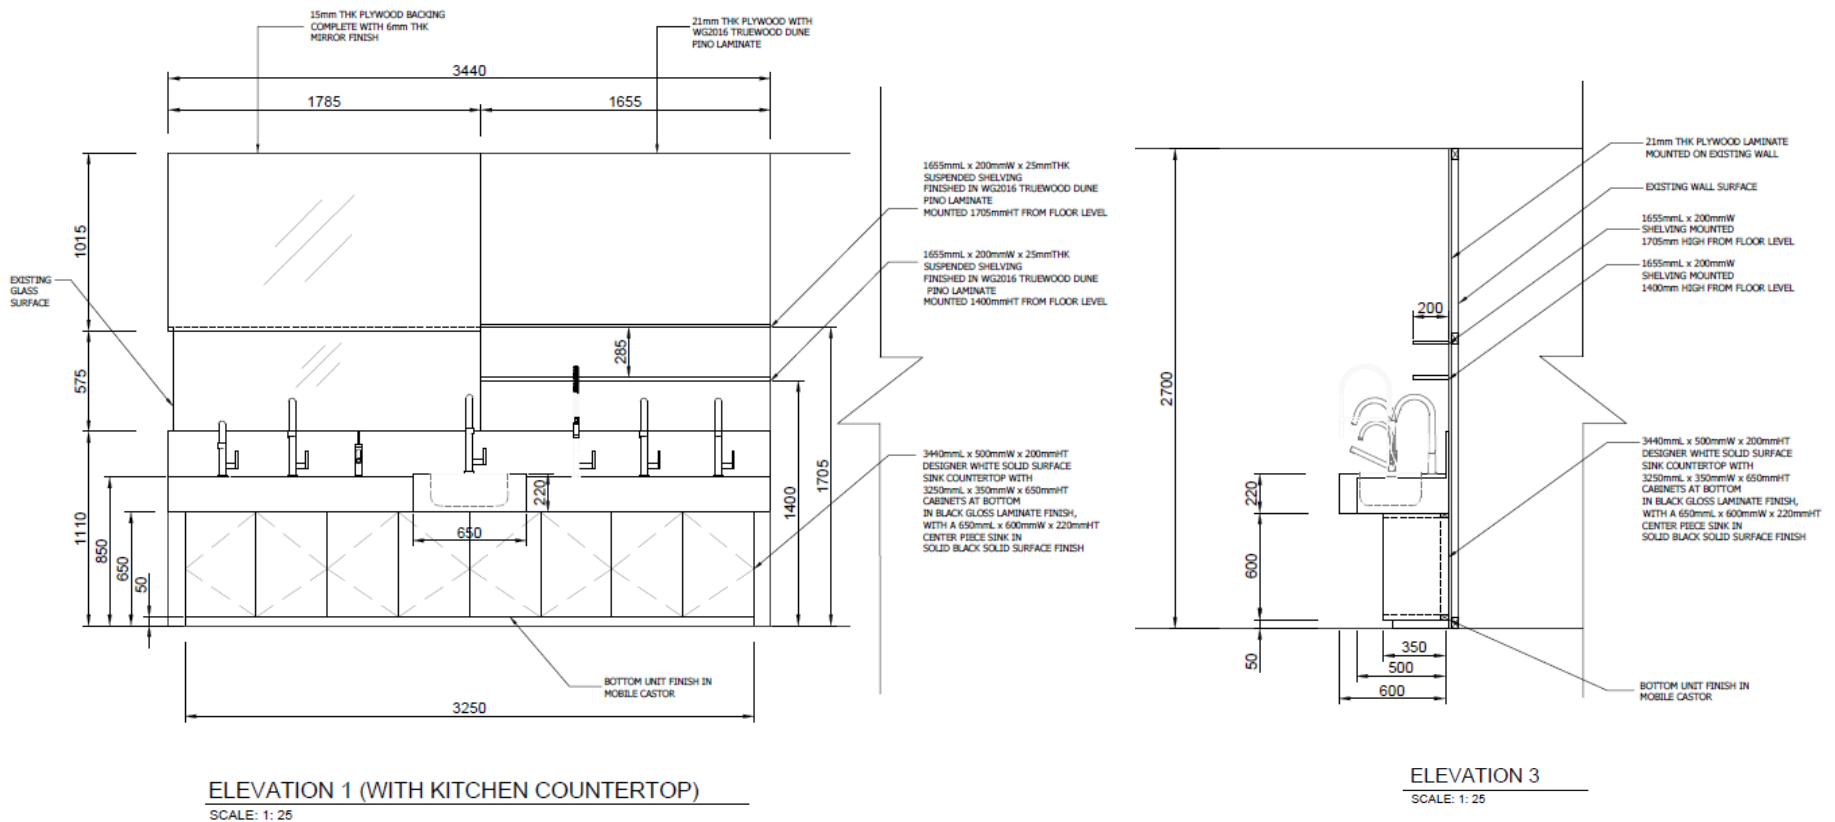 15mm THK PLYWOOD BACKING
COMPLETE WITH 6mm THK
MIRROR FINISH
21mm THK PLYWOOD WITH
WG2016 TRUEWOOD DUNE
PINO LAMINATE
3440
1785
1655
1015
575
1110
850
650
50
EXISTING
GLASS
SURFACE
285
220
650
1400
1705
3250
1655mmL x 200mmW x 25mmTHK
SUSPENDED SHELVING
FINISHED IN WG2016 TRUEWOOD DUNE
PINO LAMINATE
MOUNTED 1705mmHT FROM FLOOR LEVEL
1655mmL x 200mmW x 25mmTHK
SUSPENDED SHELVING
FINISHED IN WG2016 TRUEWOOD DUNE
PINO LAMINATE
MOUNTED 1400mmHT FROM FLOOR LEVEL
3440mmL x 500mmW x 200mmHT
DESIGNER WHITE SOLID SURFACE
SINK COUNTERTOP WITH
3250mmL x 350mmW x 650mmHT
CABINETS AT BOTTOM
IN BLACK GLOSS LAMINATE FINISH,
WITH A 650mmL x 600mmW x 220mmHT
CENTER PIECE SINK IN
SOLID BLACK SOLID SURFACE FINISH
BOTTOM UNIT FINISH IN
MOBILE CASTOR
ELEVATION 1 (WITH KITCHEN COUNTERTOP)
SCALE: 1: 25
2700
200
220
600
50
350
500
600
21mm THK PLYWOOD LAMINATE
MOUNTED ON EXISTING WALL
EXISTING WALL SURFACE
1655mmL x 200mmW
SHELVING MOUNTED
1705mm HIGH FROM FLOOR LEVEL
1655mmL x 200mmW
SHELVING MOUNTED
1400mm HIGH FROM FLOOR LEVEL
3440mmL x 500mmW x 200mmHT
DESIGNER WHITE SOLID SURFACE
SINK COUNTERTOP WITH
3250mmL x 350mmW x 650mmHT
CABINETS AT BOTTOM
IN BLACK GLOSS LAMINATE FINISH,
WITH A 650mmL x 600mmW x 220mmHT
CENTER PIECE SINK IN
SOLID BLACK SOLID SURFACE FINISH
BOTTOM UNIT FINISH IN
MOBILE CASTOR
ELEVATION 3
SCALE: 1: 25